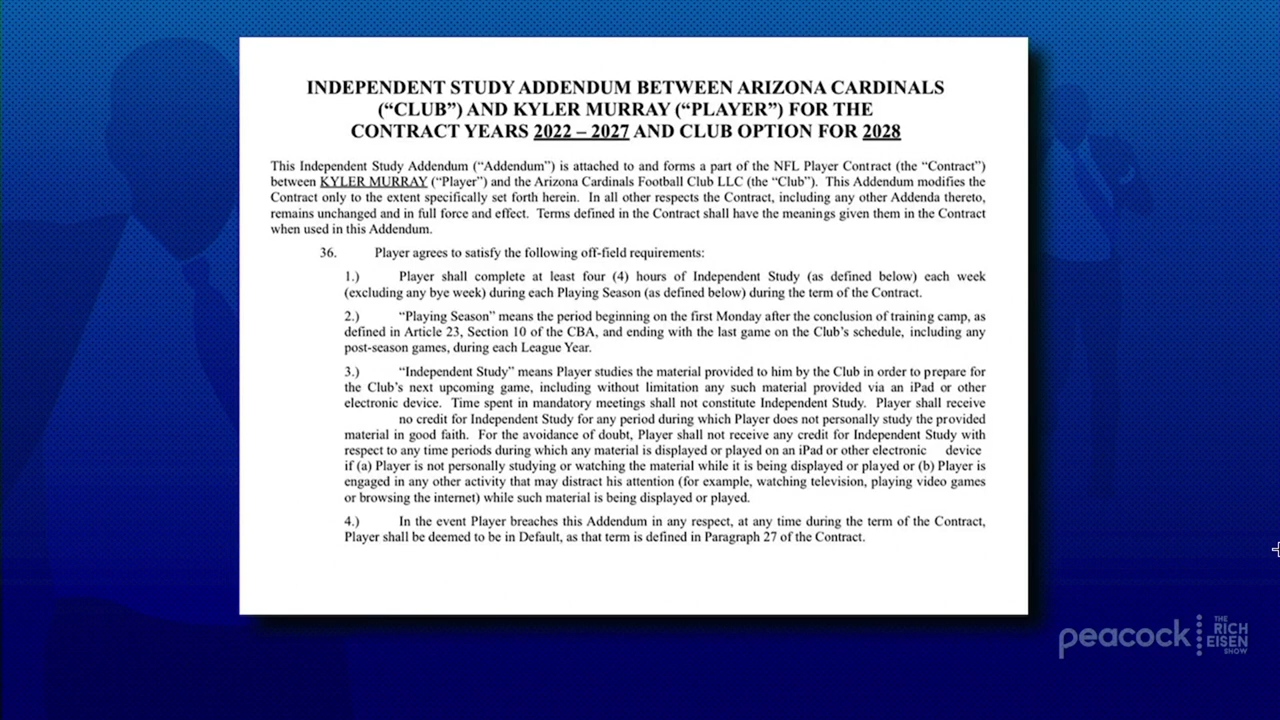 INDEPENDENT STUDY ADDENDUM BETWEEN ARIZONA CARDINALS
(“CLUB”) AND KYLER MURRAY (“PLAYER”) FOR THE
CONTRACT YEARS 2022 – 2027 AND CLUB OPTION FOR 2028
This Independent Study Addendum (“Addendum”) is attached to and forms a part of the NFL Player Contract (the “Contract”)
between KYLER MURRAY (“Player”) and the Arizona Cardinals Football Club LLC (the “Club”). This Addendum modifies the
Contract only to the extent specifically set forth herein. In all other respects the Contract, including any other Addenda thereto,
remains unchanged and in full force and effect. Terms defined in the Contract shall have the meanings given them in the Contract
when used in this Addendum.
36. Player agrees to satisfy the following off-field requirements:
1.) Player shall complete at least four (4) hours of Independent Study (as defined below) each week
(excluding any bye week) during each Playing Season (as defined below) during the term of the Contract.
2.) “Playing Season” means the period beginning on the first Monday after the conclusion of training camp, as
defined in Article 23, Section 10 of the CBA, and ending with the last game on the Club’s schedule, including any
post-season games, during each League Year.
3.) “Independent Study” means Player studies the material provided to him by the Club in order to prepare for
the Club’s next upcoming game, including without limitation any such material provided via an iPad or other
electronic device. Time spent in mandatory meetings shall not constitute Independent Study. Player shall receive
no credit for Independent Study for any period during which Player does not personally study the provided
material in good faith. For the avoidance of doubt, Player shall not receive any credit for Independent Study with
respect to any time periods during which any material is displayed or played on an iPad or other electronic device
if (a) Player is not personally studying or watching the material while it is being displayed or played or (b) Player is
engaged in any other activity that may distract his attention (for example, watching television, playing video games
or browsing the internet) while such material is being displayed or played.
4.) In the event Player breaches this Addendum in any respect, at any time during the term of the Contract,
Player shall be deemed to be in Default, as that term is defined in Paragraph 27 of the Contract.
peacock
THE
RICH
EISEN
SHOW